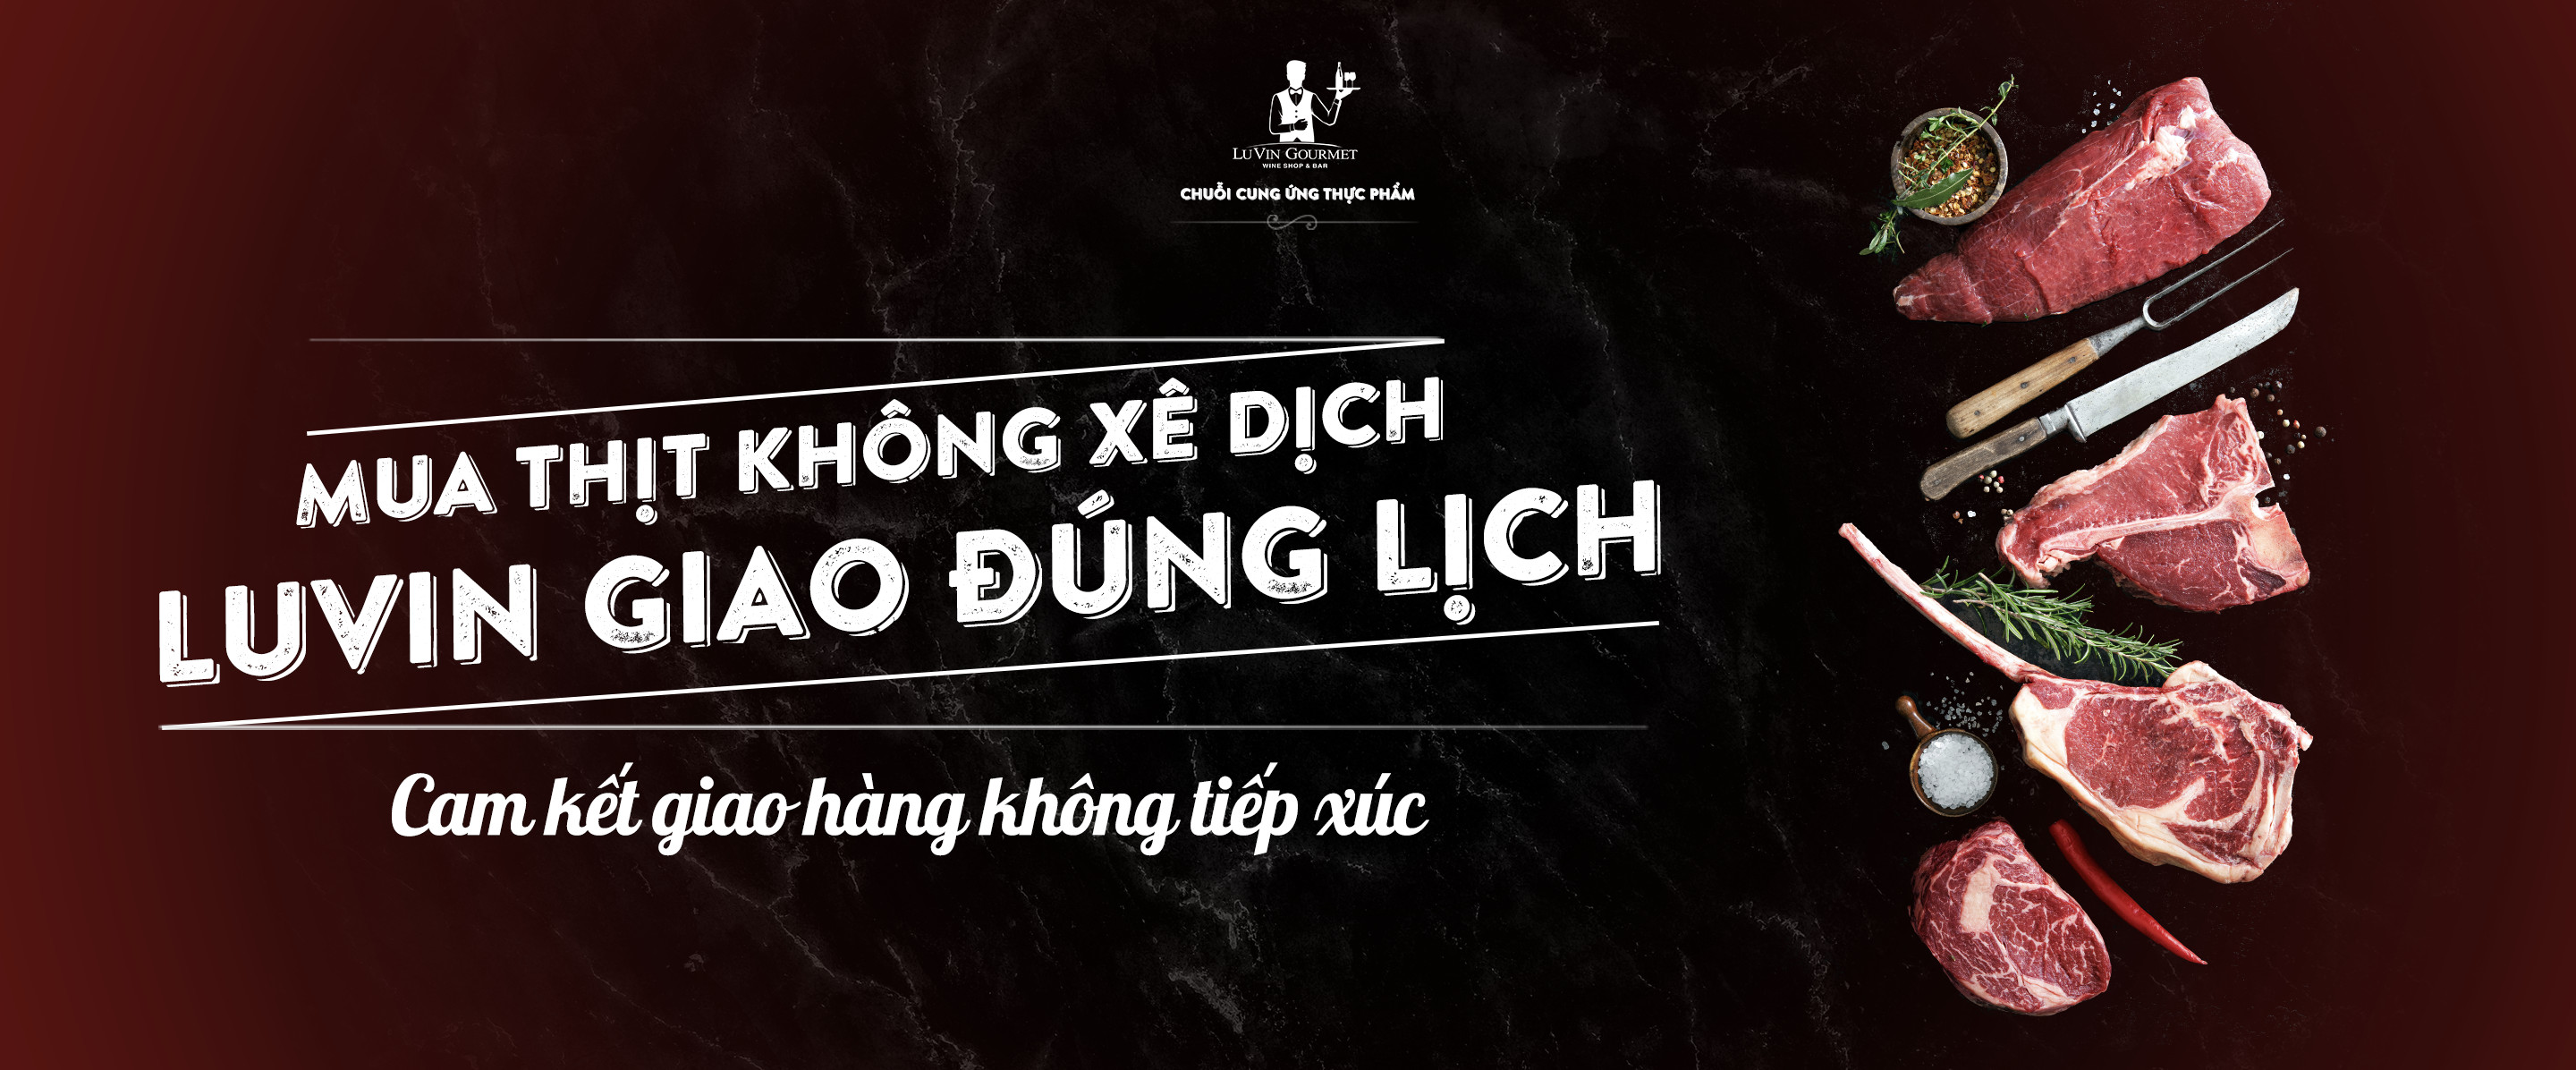 LUVIN GOURMET
WINE SHOP & BAR
CHUỖI CUNG ỨNG THỰC PHẨM
MUA THỊT KHÔNG XÊ DỊCH
LUVIN GIAO ĐÚNG LỊCH
Cam kết giao hàng không tiếp xúc